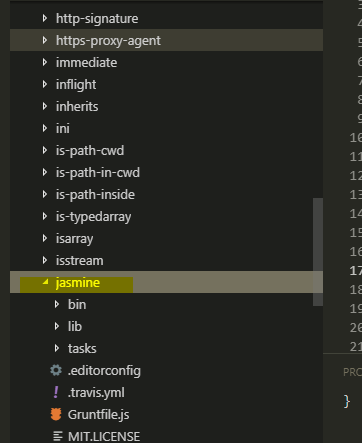 http-signature
https-proxy-agent
immediate
inflight
inherits
ini
is-path-cwd
is-path-in-cwd
is-path-inside
is-typedarray
isarray
isstream
jasmine
bin
lib
tasks
.editorconfig
.travis.yml
Gruntfile.js
MIT.LICENSE
3
4
5
6
7
8
9
10
11
12
13
14
15
16
17
18
19
20
21
PRO
}